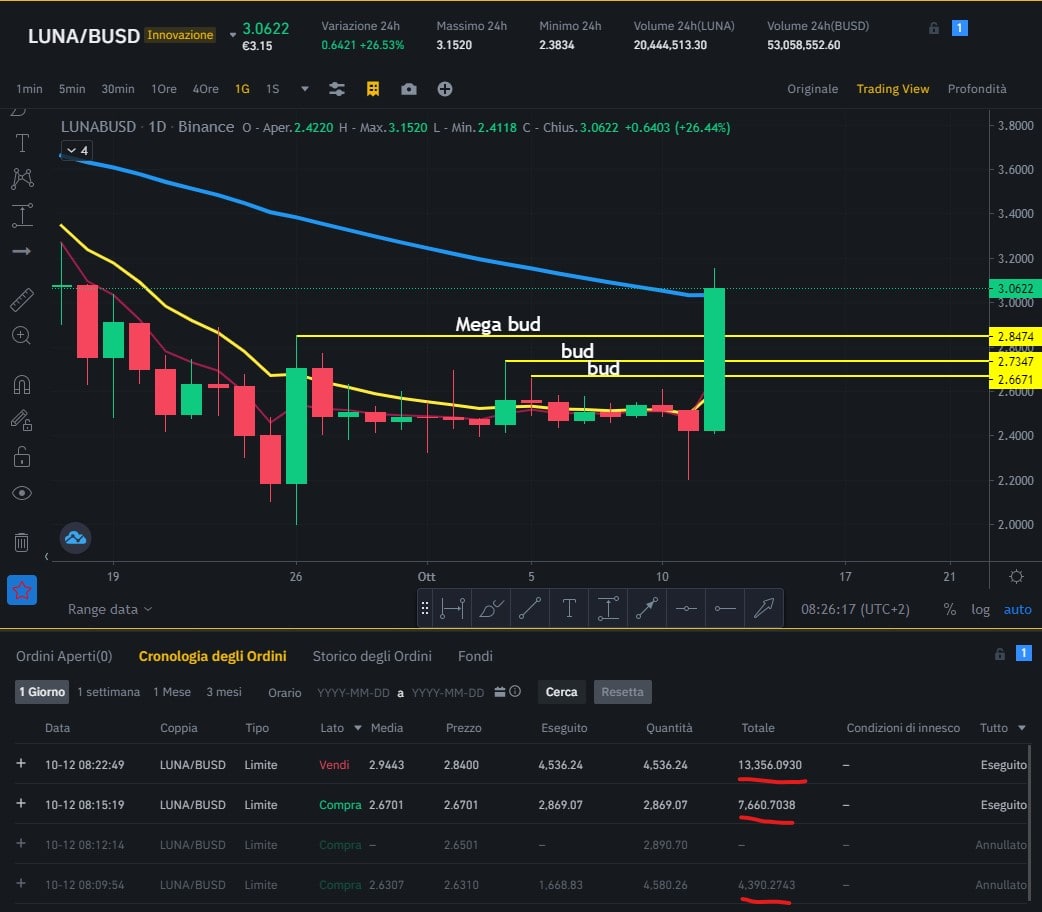 LUNA/BUSD Innovazione 3.0622 €3.15 Variazione 24h 0.6421 +26.53% Massimo 24h 3.1520 Minimo 24h 2.3834 Volume 24h(LUNA) 20,444,513.30 Volume 24h(BUSD) 53,058,552.60 1
1min 5min 30min 1Ore 4Ore 1G 1S Originale Trading View Profondità
LUNABUSD · 1D · Binance O - Aper.2.4220 H - Max.3.1520 L - Min.2.4118 C - Chius.3.0622 +0.6403 (+26.44%)
4
3.8000
3.6000
3.4000
3.2000
3.0622
3.0000
Mega bud
2.8474
2.8000
bud
2.7347
bud
2.6671
2.6000
2.4000
2.2000
2.0000
19 26 Ott 5 10 17 21
Range data 08:26:17 (UTC+2) % log auto
Ordini Aperti(0) Cronologia degli Ordini Storico degli Ordini Fondi 1
1 Giorno 1 settimana 1 Mese 3 mesi Orario YYYY-MM-DD a YYYY-MM-DD Cerca Resetta
Data Coppia Tipo Lato Media Prezzo Eseguito Quantità Totale Condizioni di innesco Tutto
+ 10-12 08:22:49 LUNA/BUSD Limite Vendi 2.9443 2.8400 4,536.24 4,536.24 13,356.0930 – Eseguito
+ 10-12 08:15:19 LUNA/BUSD Limite Compra 2.6701 2.6701 2,869.07 2,869.07 7,660.7038 – Eseguito
+ 10-12 08:12:14 LUNA/BUSD Limite Compra – 2.6501 – 2,890.70 – – Annullato
+ 10-12 08:09:54 LUNA/BUSD Limite Compra 2.6307 2.6310 1,668.83 4,580.26 4,390.2743 – Annullato